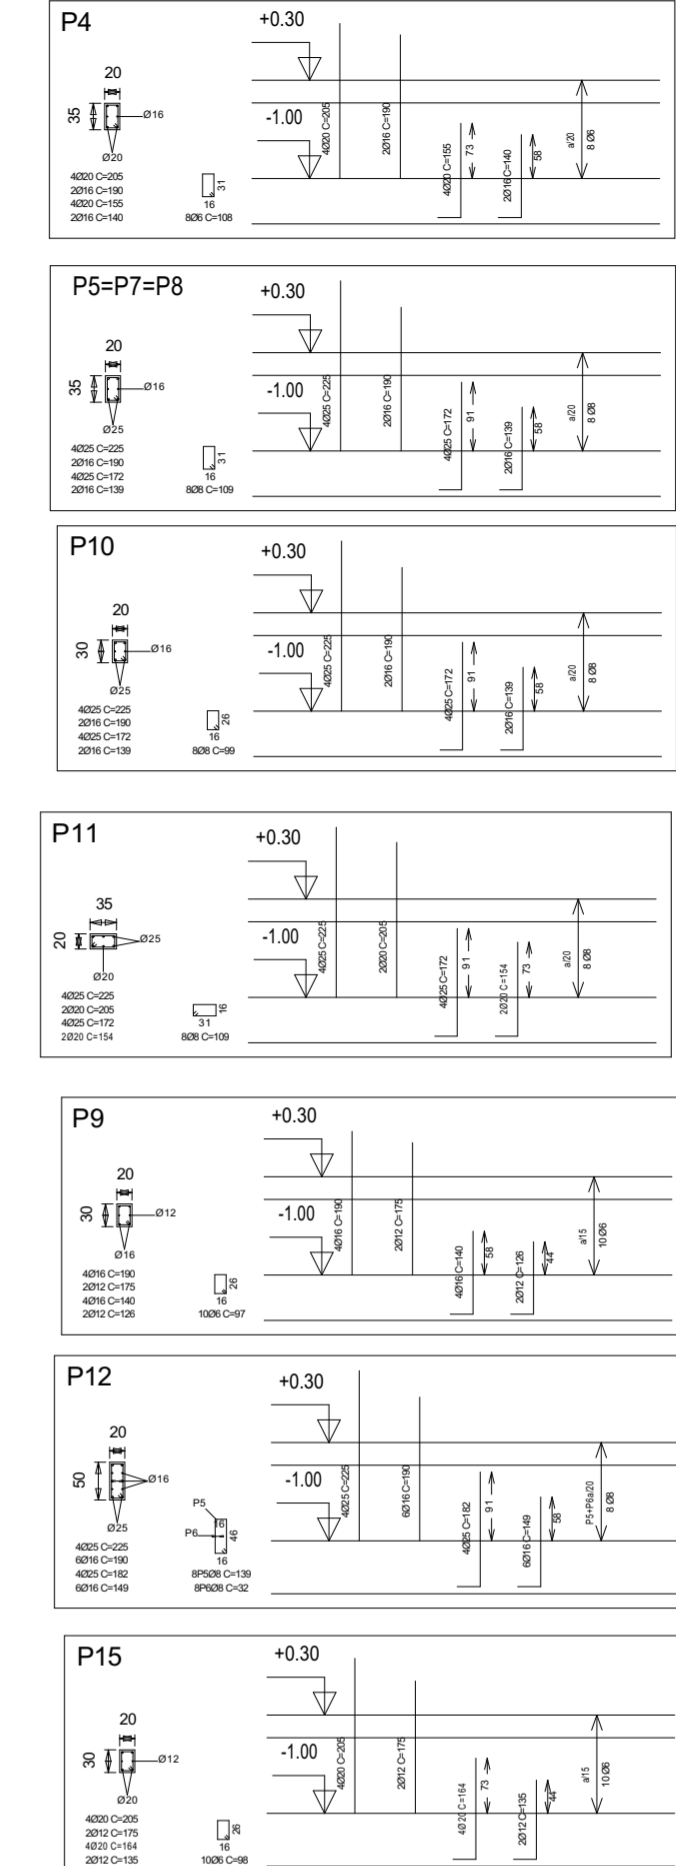 P4
+0.30
20
35
Ø16
Ø20
-1.00
4Ø20 C=205
2Ø16 C=190
4Ø20 C=155
73
2Ø16 C=140
58
a/20
8 Ø6
4Ø20 C=205
2Ø16 C=190
4Ø20 C=155
2Ø16 C=140
31
16
8Ø6 C=108
P5=P7=P8
+0.30
20
35
Ø16
Ø25
-1.00
4Ø25 C=225
2Ø16 C=190
4Ø25 C=172
91
2Ø16 C=139
58
a/20
8 Ø8
4Ø25 C=225
2Ø16 C=190
4Ø25 C=172
2Ø16 C=139
31
16
8Ø8 C=109
P10
+0.30
20
30
Ø16
Ø25
-1.00
4Ø25 C=225
2Ø16 C=190
4Ø25 C=172
91
2Ø16 C=139
58
a/20
8 Ø8
4Ø25 C=225
2Ø16 C=190
4Ø25 C=172
2Ø16 C=139
26
16
8Ø8 C=99
P11
+0.30
35
20
Ø25
Ø20
-1.00
4Ø25 C=225
2Ø20 C=205
4Ø25 C=172
91
2Ø20 C=154
73
a/20
8 Ø8
4Ø25 C=225
2Ø20 C=205
4Ø25 C=172
2Ø20 C=154
16
31
8Ø8 C=109
P9
+0.30
20
30
Ø12
Ø16
-1.00
4Ø16 C=190
2Ø12 C=175
4Ø16 C=140
58
2Ø12 C=126
44
a/15
10 Ø6
4Ø16 C=190
2Ø12 C=175
4Ø16 C=140
2Ø12 C=126
26
16
10Ø6 C=97
P12
+0.30
20
50
Ø16
Ø25
-1.00
4Ø25 C=225
6Ø16 C=190
4Ø25 C=182
91
6Ø16 C=149
58
P5+P6a/20
8 Ø8
4Ø25 C=225
6Ø16 C=190
4Ø25 C=182
6Ø16 C=149
P5
16
P6
46
16
8P5Ø8 C=139
8P6Ø8 C=32
P15
+0.30
20
30
Ø12
Ø20
-1.00
4Ø20 C=205
2Ø12 C=175
4Ø20 C=164
73
2Ø12 C=135
44
a/15
10 Ø6
4Ø20 C=205
2Ø12 C=175
4Ø20 C=164
2Ø12 C=135
26
16
10Ø6 C=98